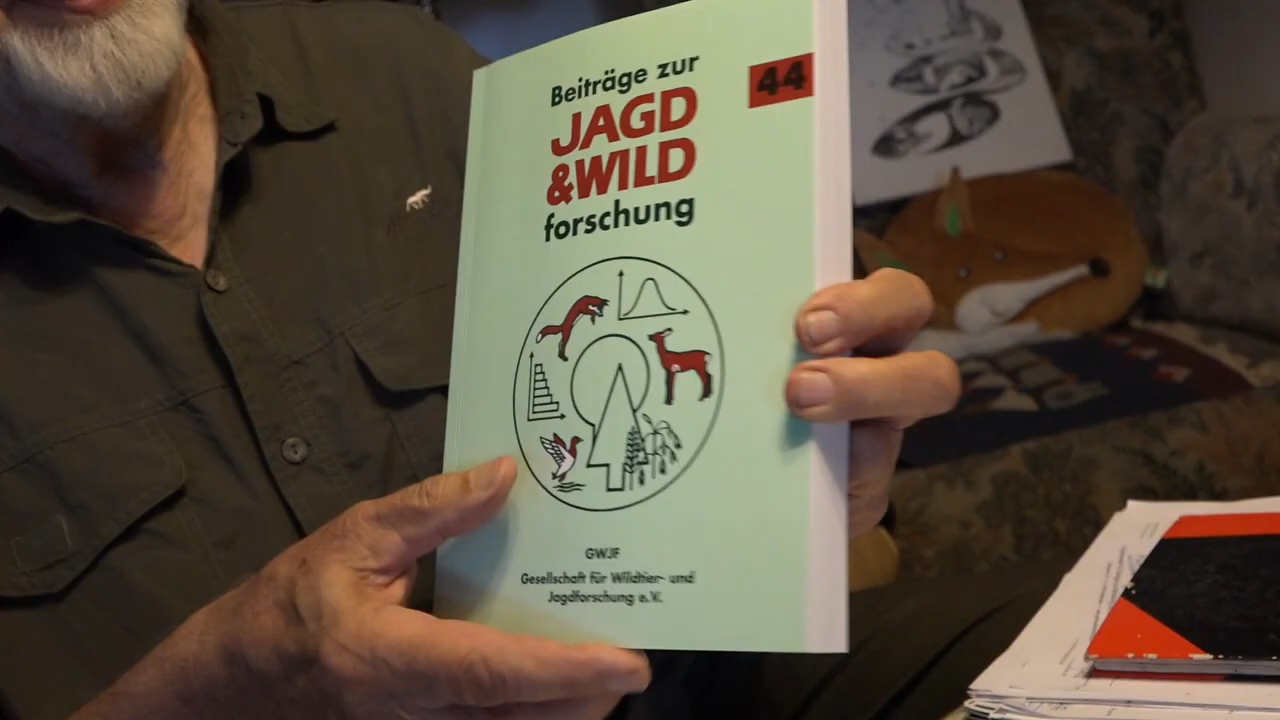 Beiträge zur
44
JAGD
&WILD
forschung
GWJF
Gesellschaft für Wildtier- und
Jagdforschung e.V.